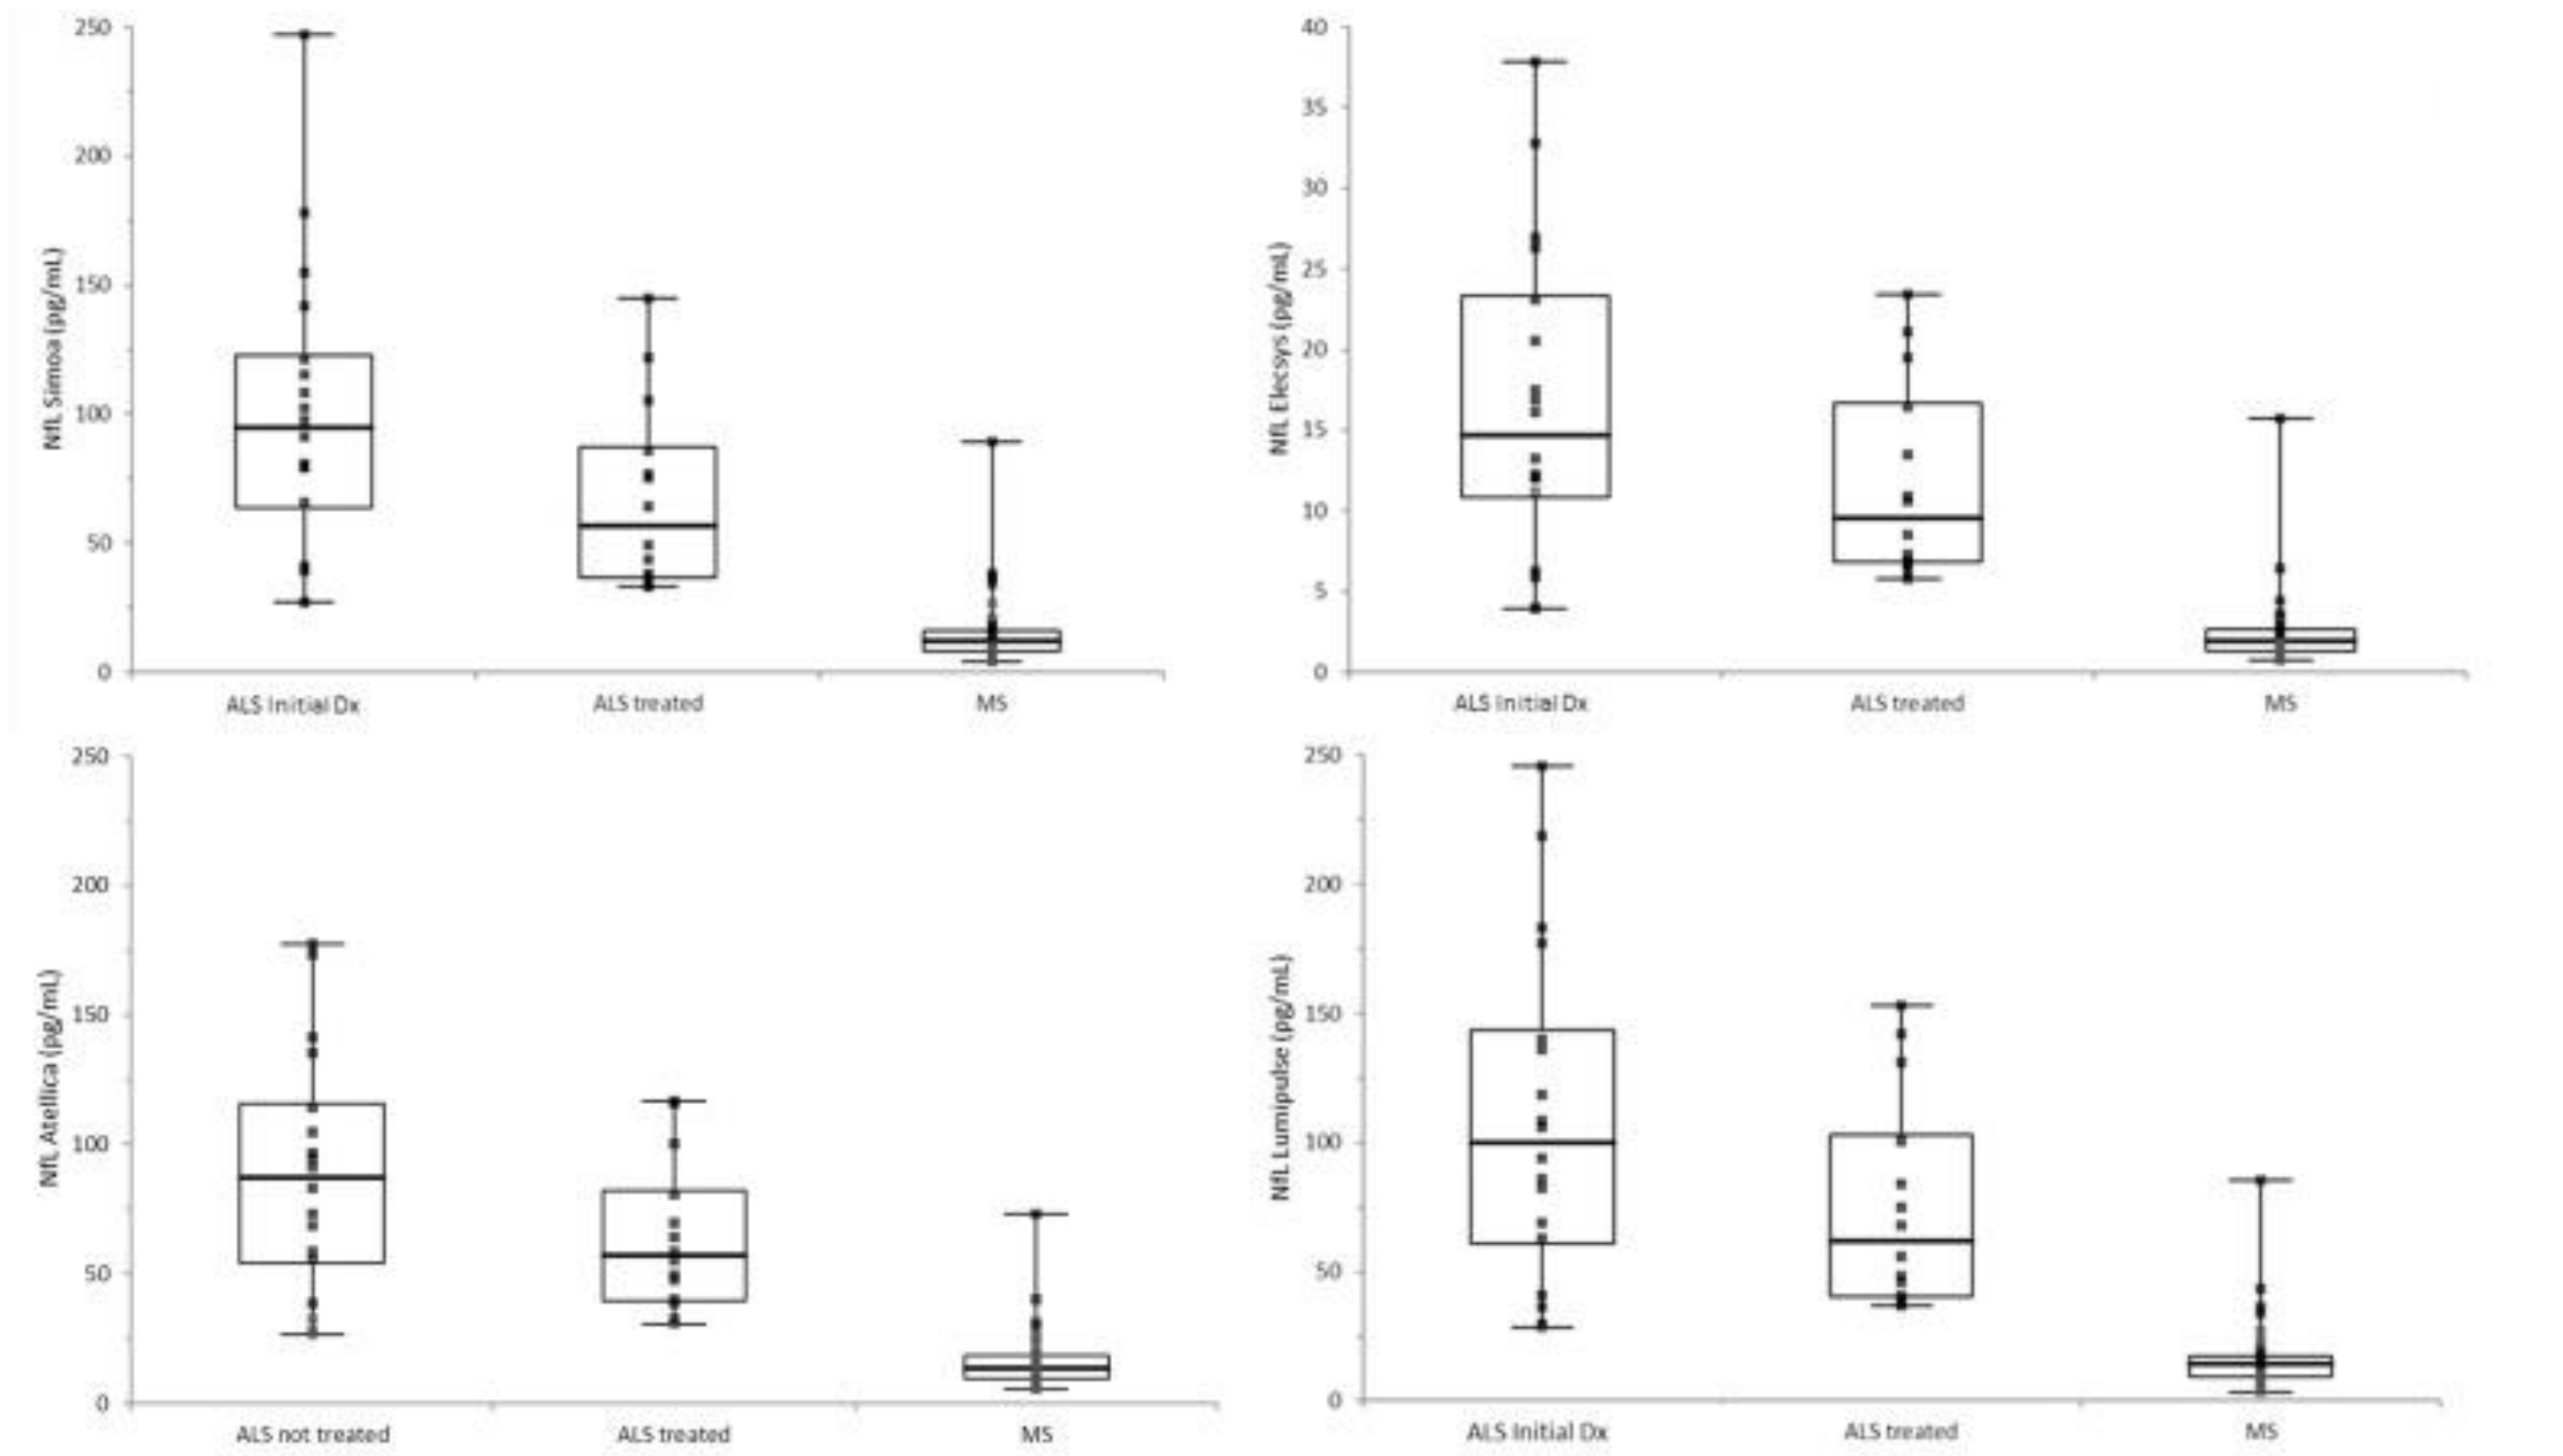 NfL Simoa (pg/mL)
250
200
150
100
50
0
ALS Initial Dx
ALS treated
MS
NfL Elecsys (pg/mL)
40
35
30
25
20
15
10
5
0
ALS Initial Dx
ALS treated
MS
NfL Atellica (pg/mL)
250
200
150
100
50
0
ALS not treated
ALS treated
MS
NfL Lumipulse (pg/mL)
250
200
150
100
50
0
ALS Initial Dx
ALS treated
MS